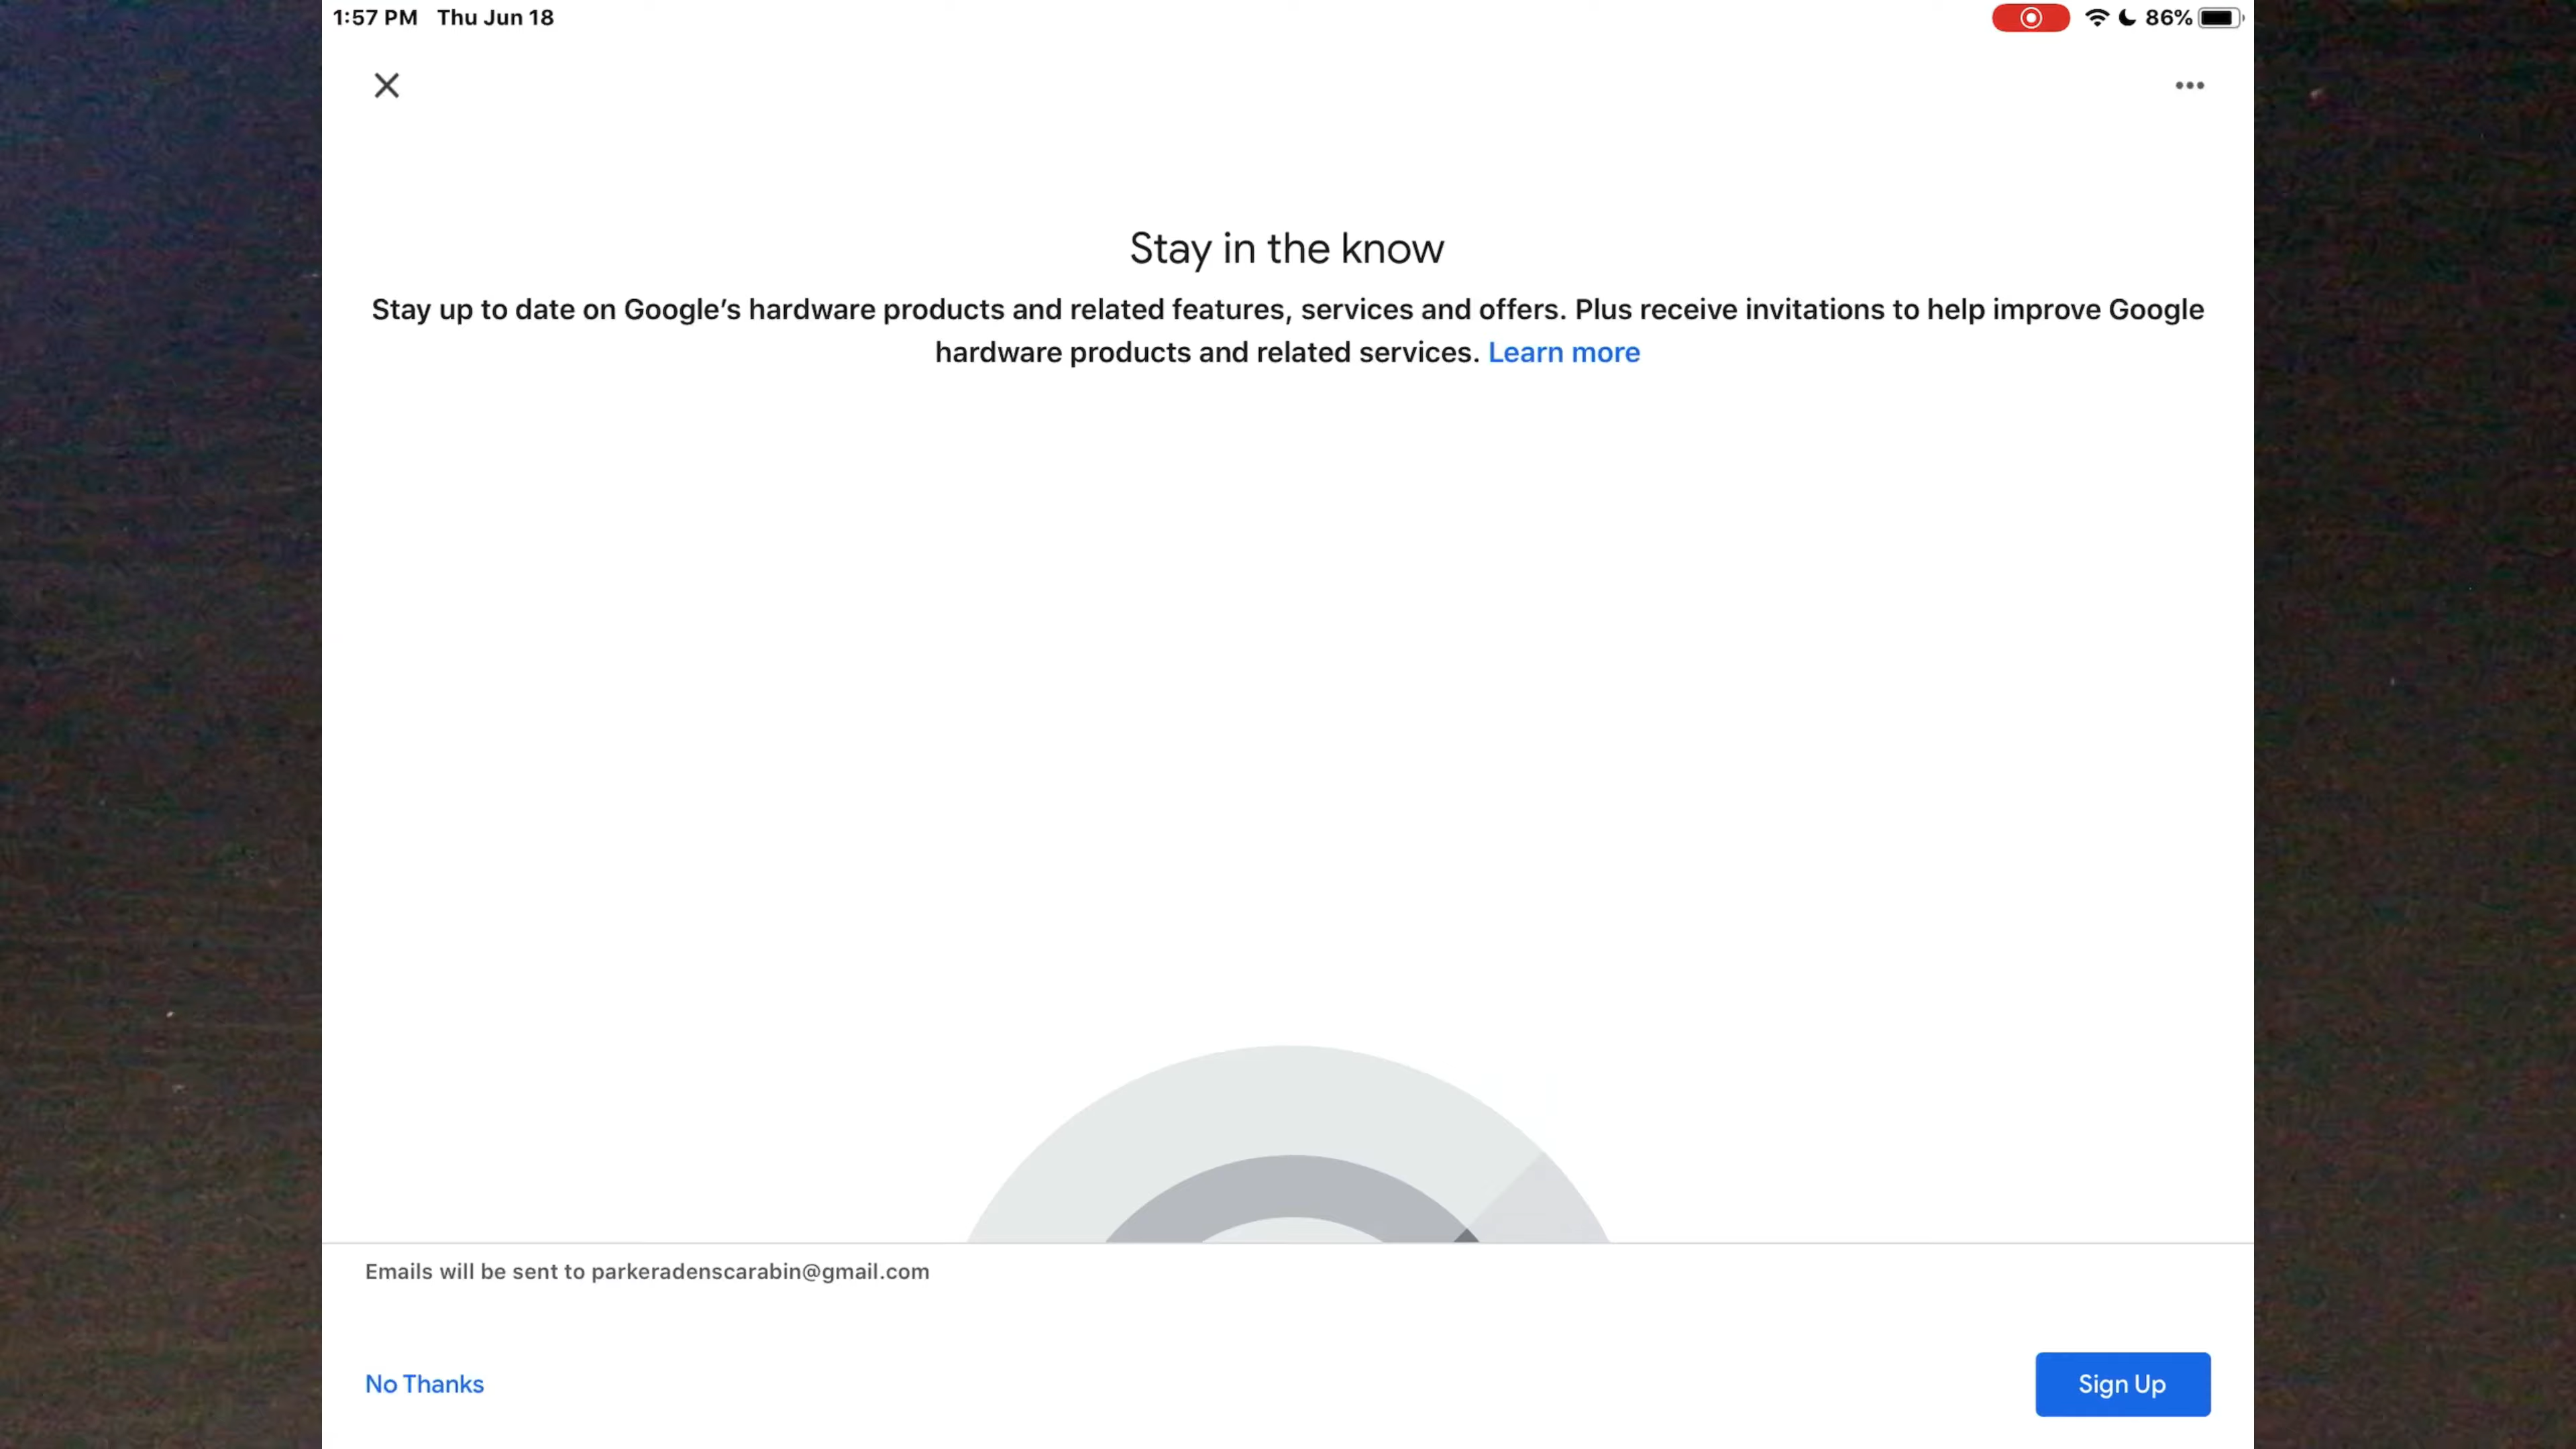 1:57 PM Thu Jun 18 86%
Stay in the know
Stay up to date on Google’s hardware products and related features, services and offers. Plus receive invitations to help improve Google
hardware products and related services. Learn more
Emails will be sent to parkeradenscarabin@gmail.com
No Thanks Sign Up